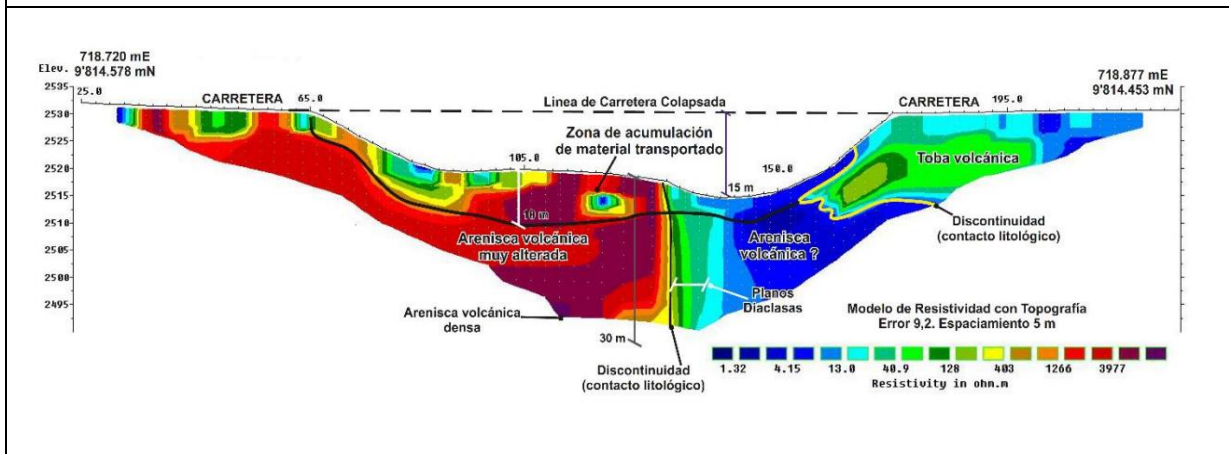 718.720 mE
9'814.578 mN
Elev.
2535
2530
2520
2515
2510
2505
2500
2495
25.0
CARRETERA
65.0
Linea de Carretera Colapsada
CARRETERA
195.0
718.877 mE
9'814.453 mN
Zona de acumulación
de material transportado
105.0
150.0
15 m
Toba volcánica
10 m
Arenisca volcánica
muy alterada
Arenisca
volcánica ?
Discontinuidad
(contacto litológico)
Planos
Diaclasas
Arenisca volcánica
densa
30 m
Discontinuidad
(contacto litológico)
Modelo de Resistividad con Topografía
Error 9,2. Espaciamiento 5 m
1.32 4.15 13.0 40.9 128 403 1266 3977
Resistivity in ohm.m